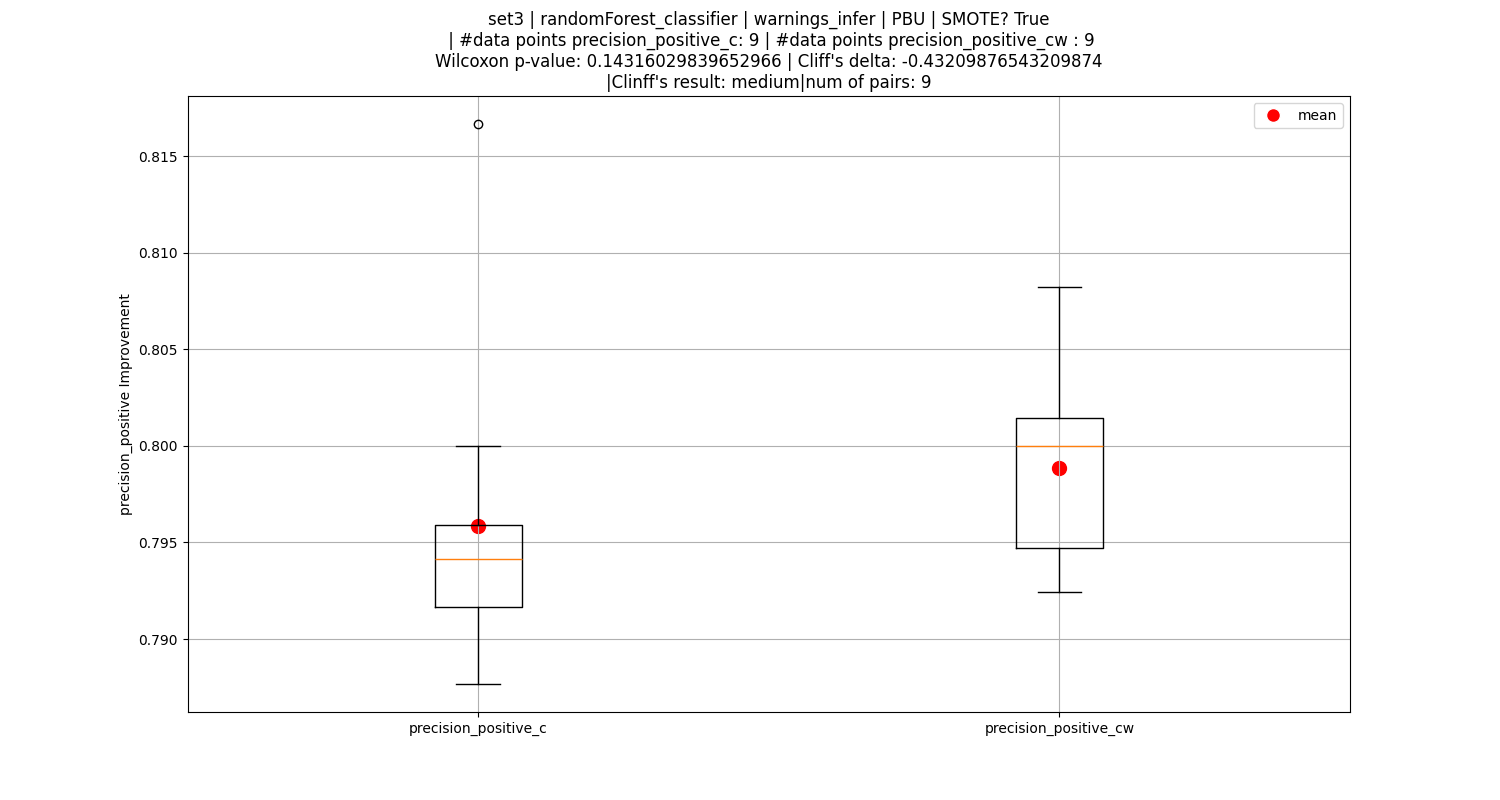 set3 | randomForest_classifier | warnings_infer | PBU | SMOTE? True
| #data points precision_positive_c: 9 | #data points precision_positive_cw : 9
Wilcoxon p-value: 0.14316029839652966 | Cliff's delta: -0.43209876543209874
|Clinff's result: medium|num of pairs: 9
mean
0.815
0.810
0.805
0.800
0.795
0.790
precision_positive Improvement
precision_positive_c
precision_positive_cw